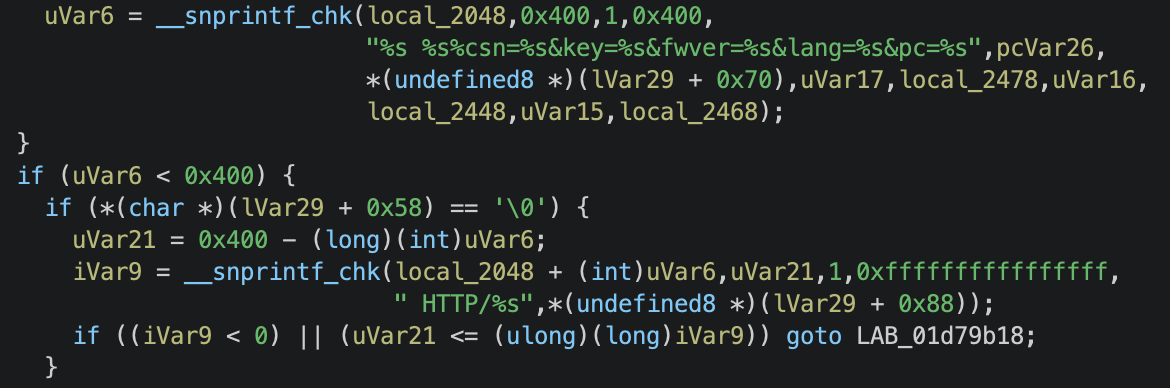 uVar6 = __snprintf_chk(local_2048,0x400,1,0x400,
"%s %s%csn=%s&key=%s&fwver=%s&lang=%s&pc=%s",pcVar26,
*(undefined8 *)(lVar29 + 0x70),uVar17,local_2478,uVar16,
local_2448,uVar15,local_2468);
}
if (uVar6 < 0x400) {
if (*(char *)(lVar29 + 0x58) == '\0') {
uVar21 = 0x400 - (long)(int)uVar6;
iVar9 = __snprintf_chk(local_2048 + (int)uVar6,uVar21,1,0xffffffffffffffff,
" HTTP/%s",*(undefined8 *)(lVar29 + 0x88));
if ((iVar9 < 0) || (uVar21 <= (ulong)(long)iVar9)) goto LAB_01d79b18;
}